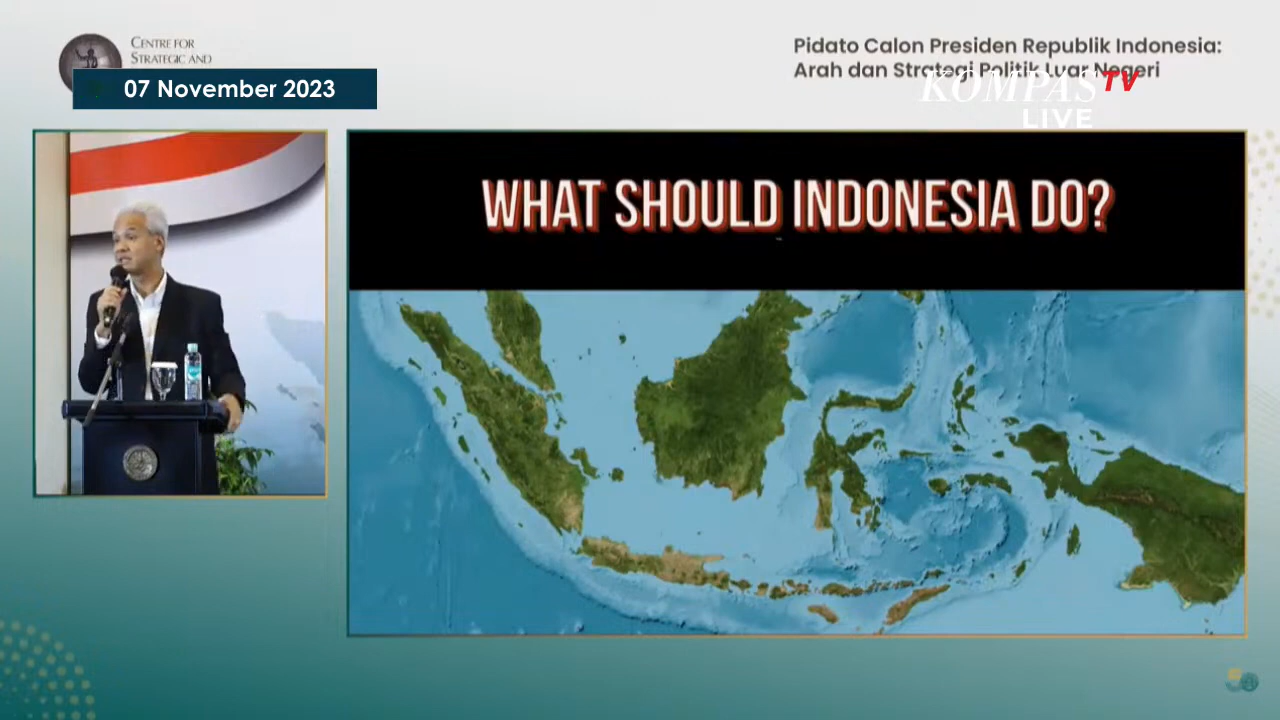 CENTRE FOR
STRATEGIC AND
07 November 2023
Pidato Calon Presiden Republik Indonesia:
Arah dan Strategi Politik Luar Negeri
KOMPAS TV
LIVE
WHAT SHOULD INDONESIA DO?